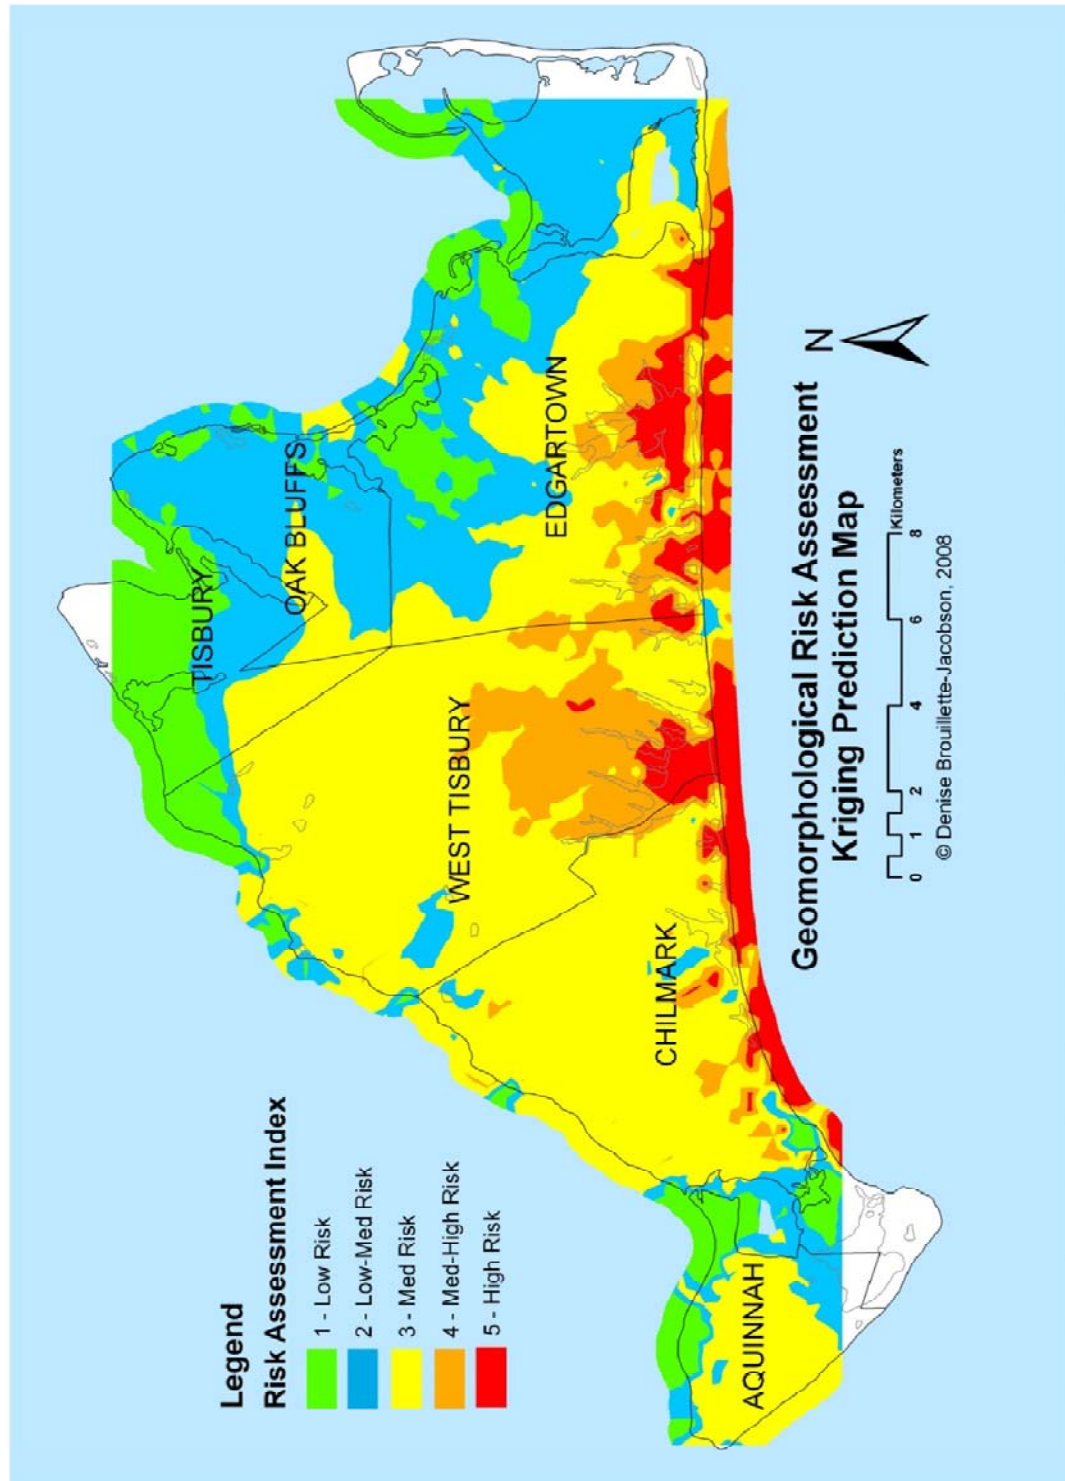 Legend
Risk Assessment Index
1 - Low Risk
2 - Low-Med Risk
3 - Med Risk
4 - Med-High Risk
5 - High Risk
TISBURY
OAK BLUFFS
WEST TISBURY
EDGARTOWN
CHILMARK
AQUINNAH
Geomorphological Risk Assessment
Kriging Prediction Map
N
0 1 2 4 6 8
Kilometers
© Denise Brouillette-Jacobson, 2008